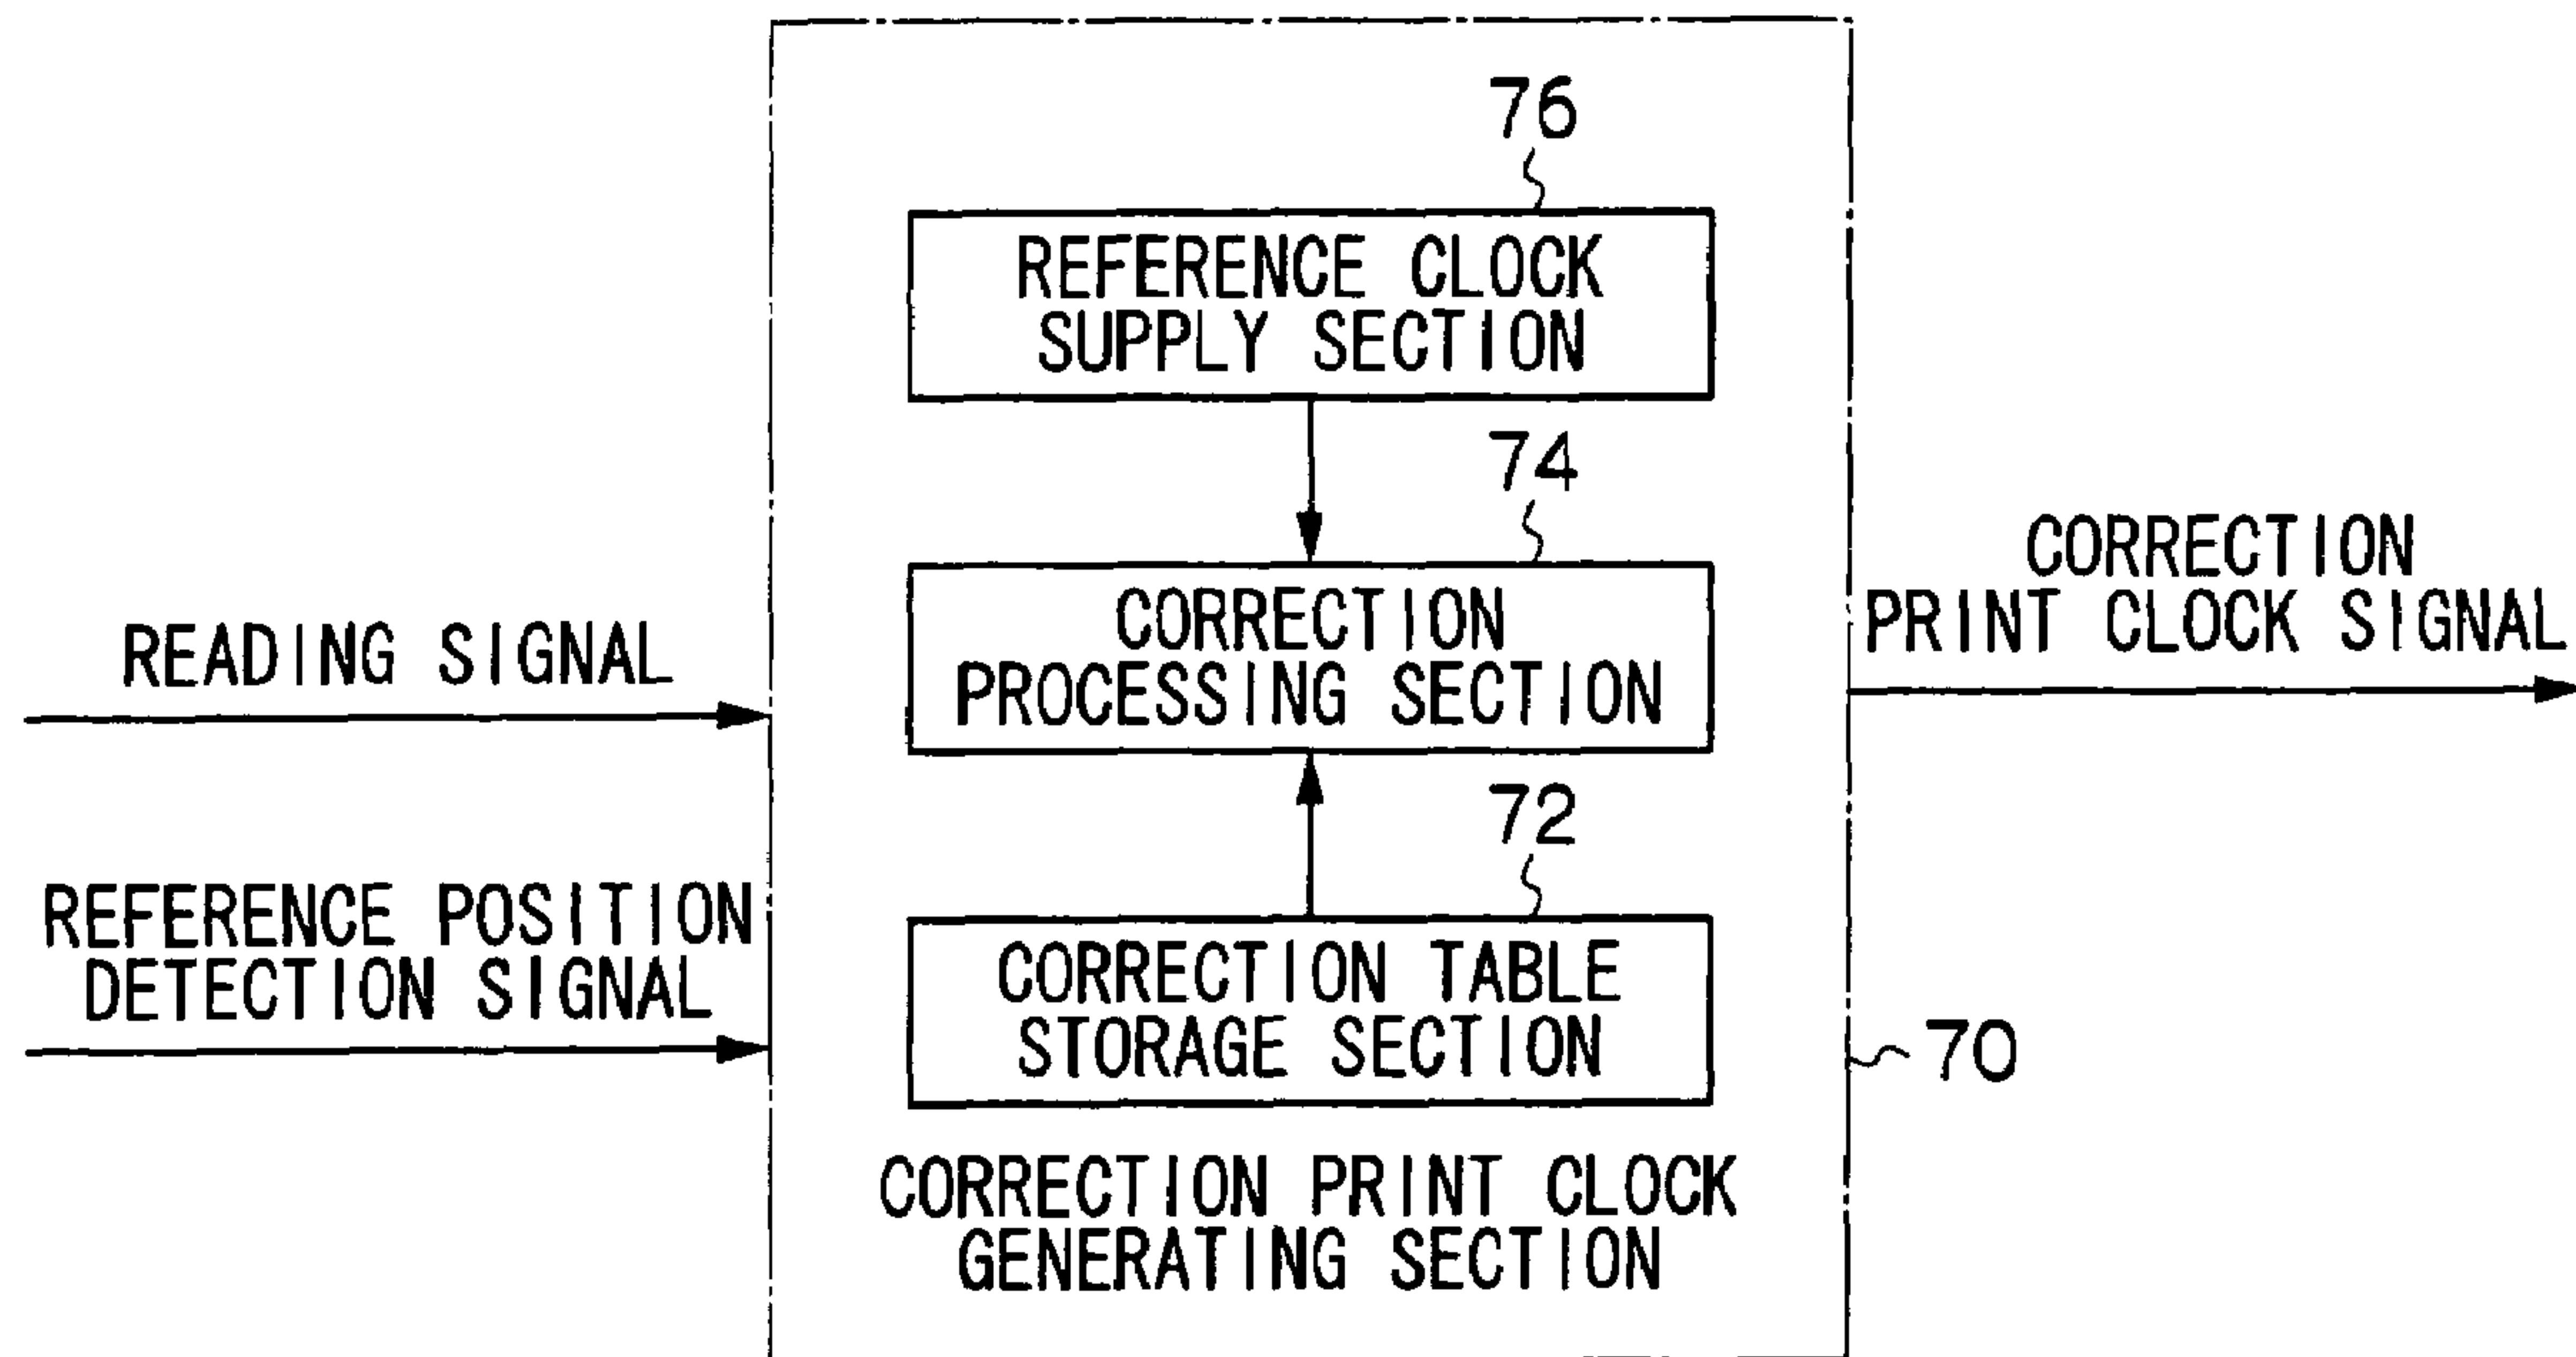 76
REFERENCE CLOCK
SUPPLY SECTION
74
CORRECTION
PROCESSING SECTION
CORRECTION
PRINT CLOCK SIGNAL
READING SIGNAL
72
REFERENCE POSITION
DETECTION SIGNAL
CORRECTION TABLE
STORAGE SECTION
70
CORRECTION PRINT CLOCK
GENERATING SECTION